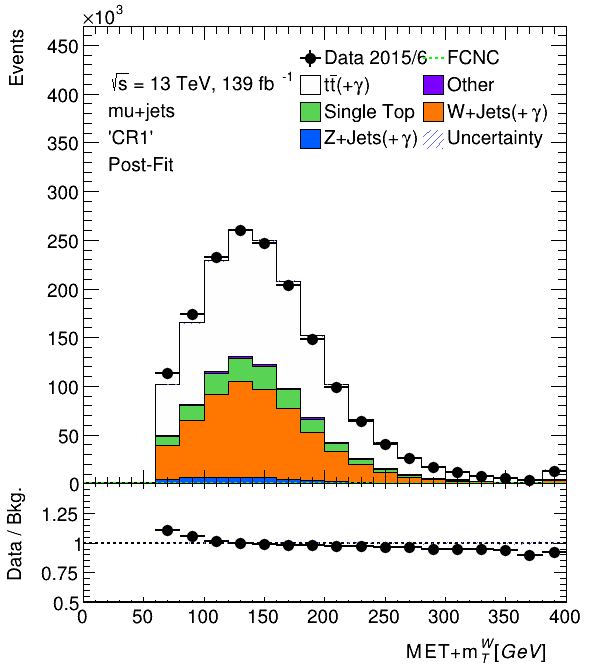 ×10³
Events
450
400
350
300
250
200
150
100
50
0
√s = 13 TeV, 139 fb⁻¹
mu+jets
'CR1'
Post-Fit
Data 2015/6 FCNC
tt̄(+γ) Other
Single Top W+Jets(+γ)
Z+Jets(+γ) Uncertainty
Data / Bkg.
1.25
1
0.75
0.5
0 50 100 150 200 250 300 350 400
MET+m_T^W [GeV]